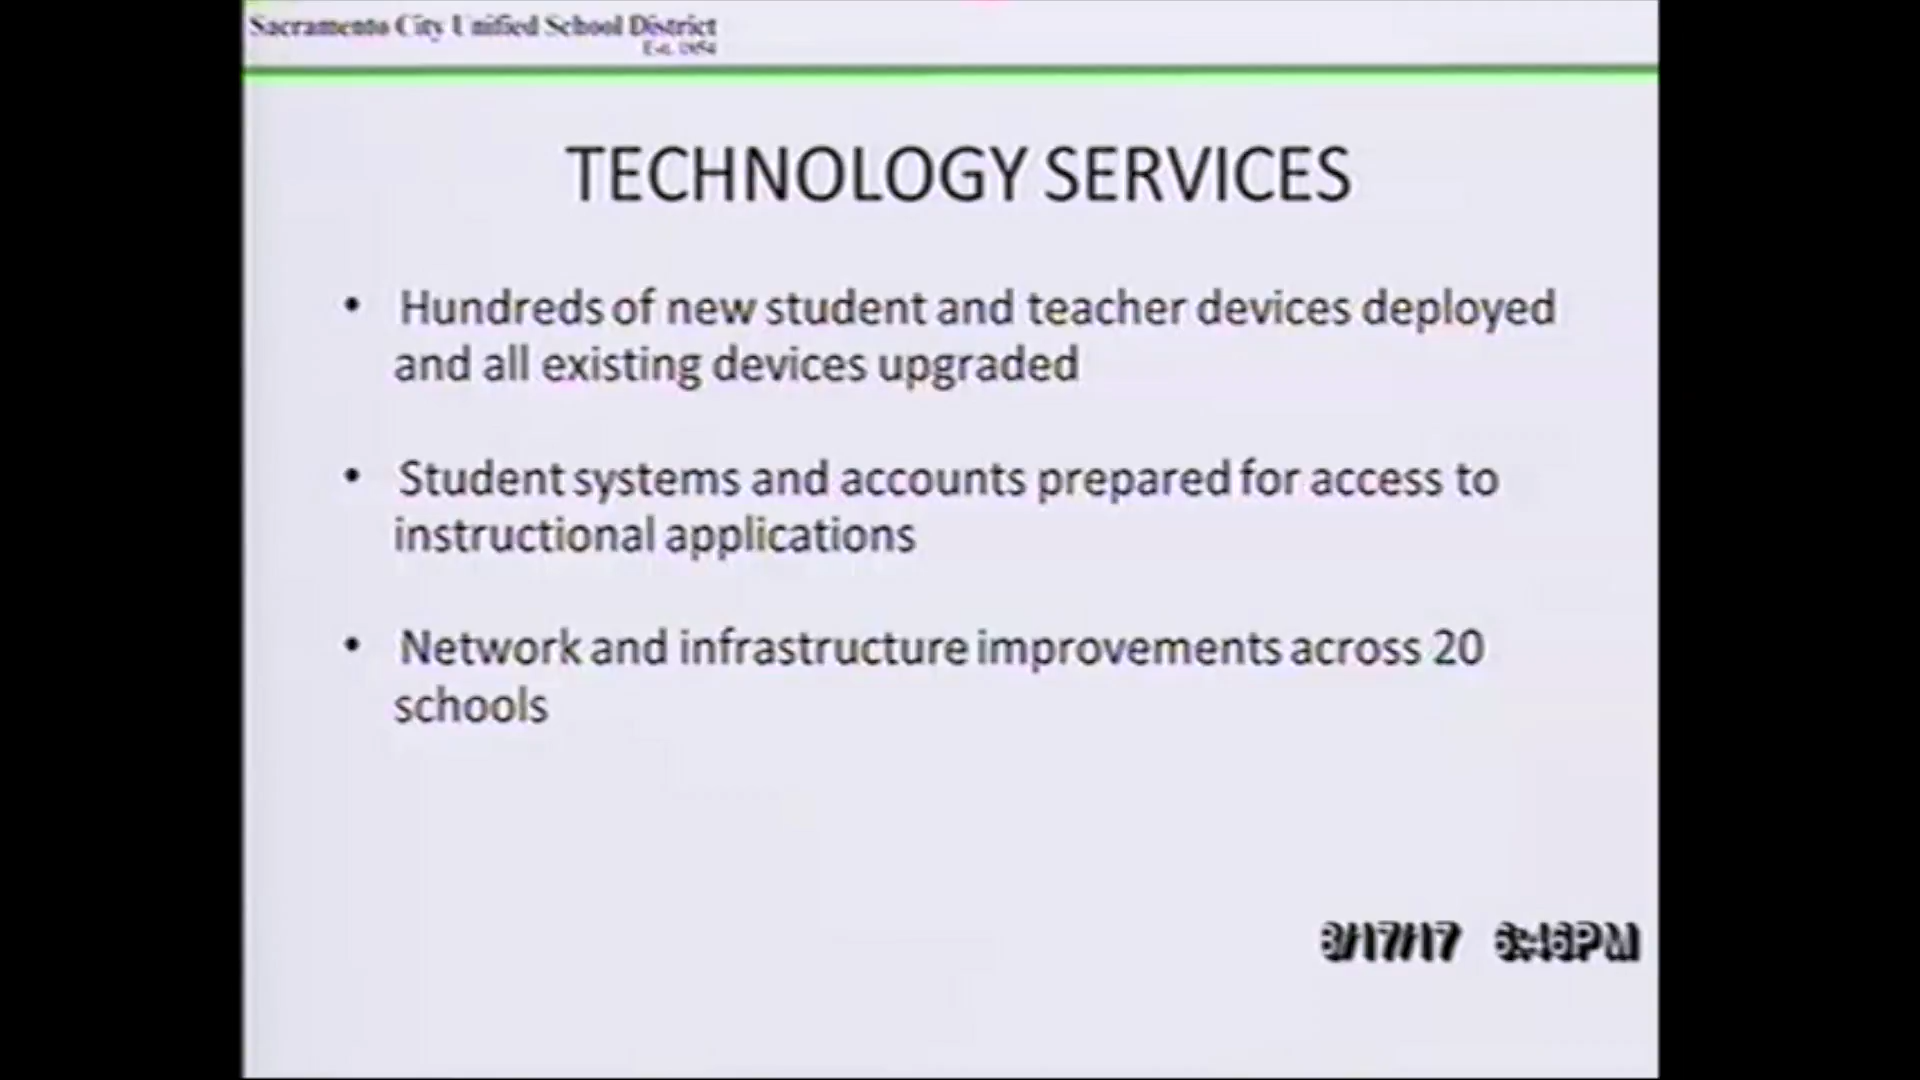 Sacramento City Unified School District
Est. 1854
TECHNOLOGY SERVICES
• Hundreds of new student and teacher devices deployed
and all existing devices upgraded
• Student systems and accounts prepared for access to
instructional applications
• Network and infrastructure improvements across 20
schools
8/17/17 6:46PM